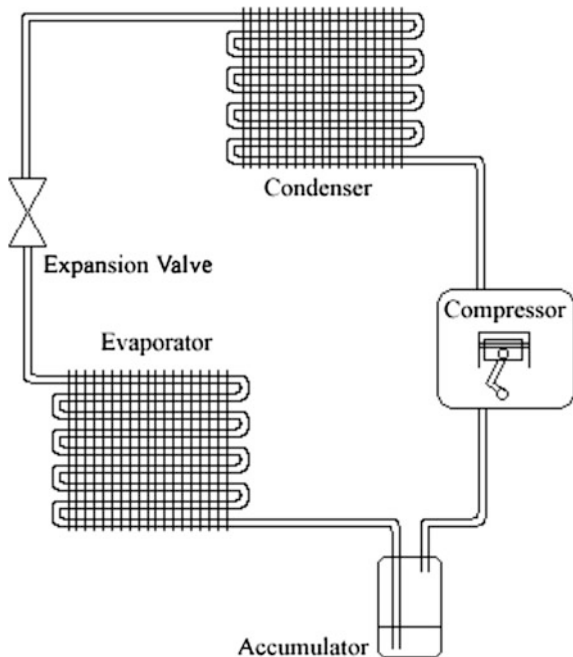 Condenser
Expansion Valve
Compressor
Evaporator
Accumulator